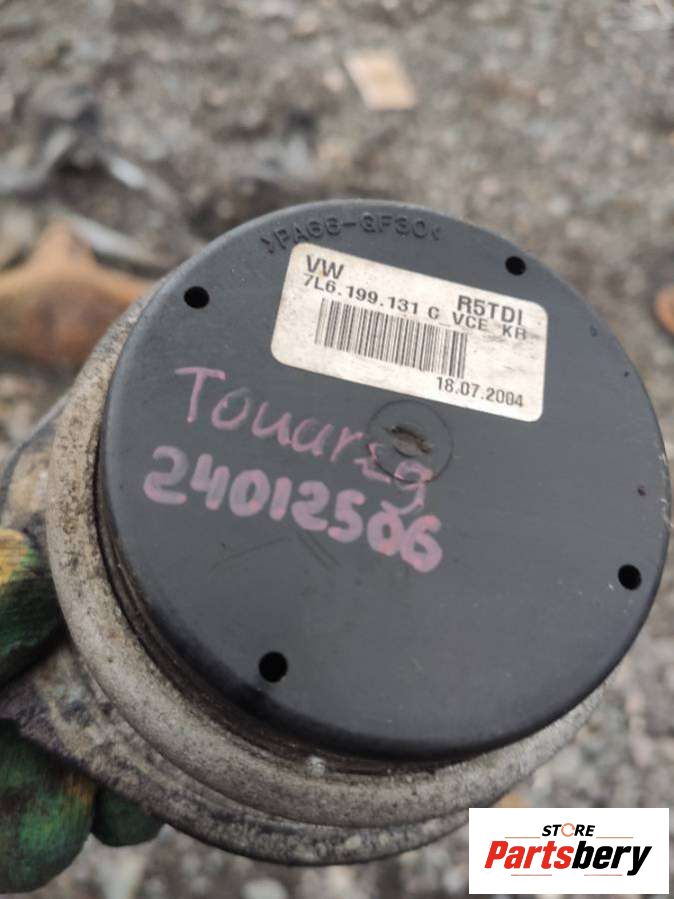 >PA66-GF30<
VW R5TDI
7L6.199.131 C VCE KR
18.07.2004
Touareg
24012506
STORE
Partsbery